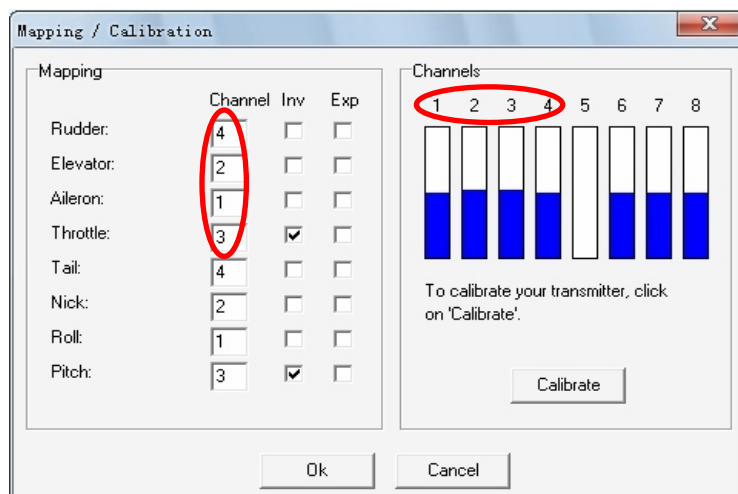 Mapping / Calibration
Mapping
Channel Inv Exp
Rudder: 4
Elevator: 2
Aileron: 1
Throttle: 3
Tail: 4
Nick: 2
Roll: 1
Pitch: 3
Channels
1 2 3 4 5 6 7 8
To calibrate your transmitter, click
on 'Calibrate'.
Calibrate
Ok Cancel